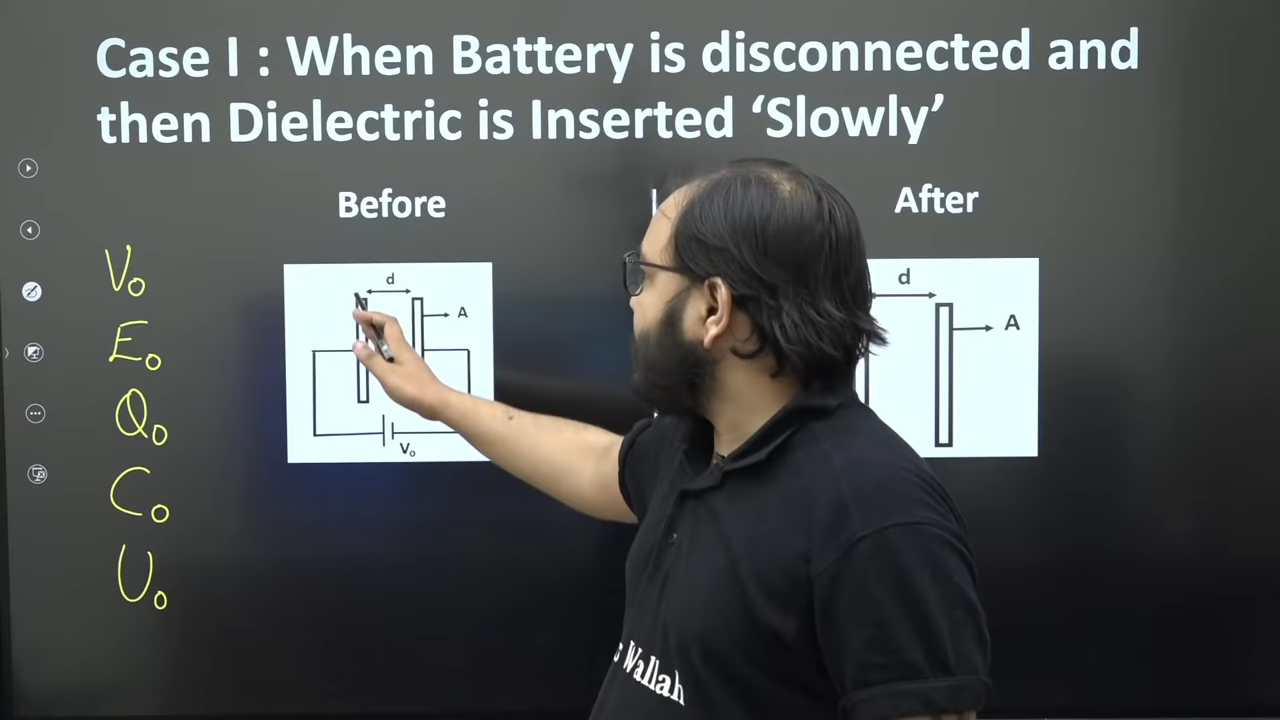 Case I : When Battery is disconnected and
then Dielectric is Inserted ‘Slowly’
Before
After
d
A
V₀
d
A
V₀
E₀
Q₀
C₀
U₀
Wallah